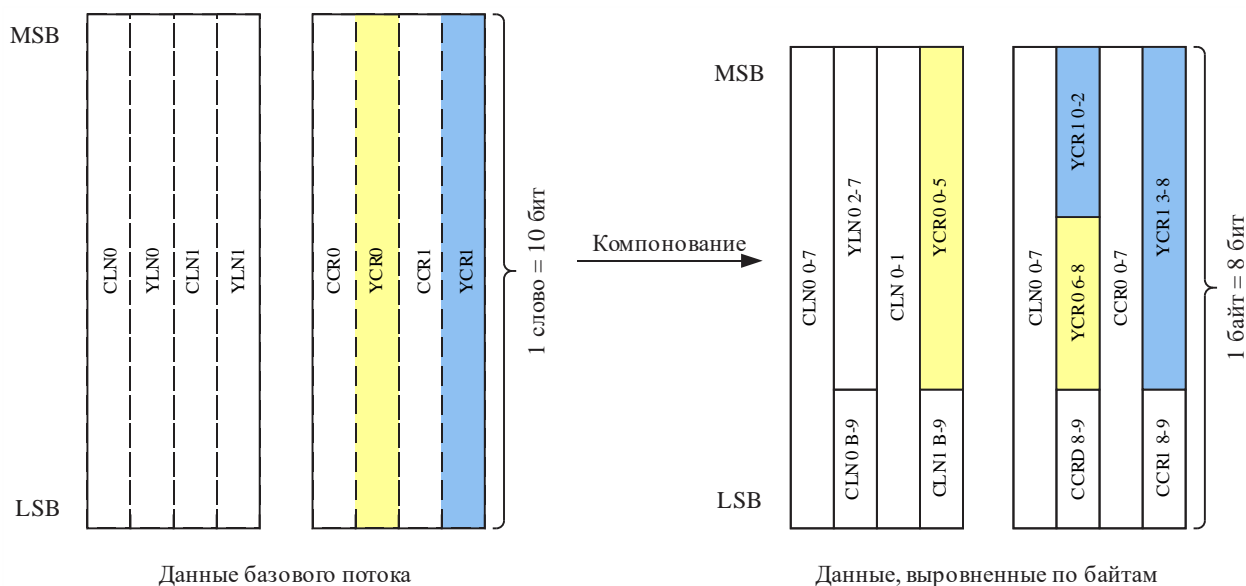 MSB
LSB
CLN0
YLN0
CLN1
YLN1
CCR0
YCR0
CCR1
YCR1
1 слово = 10 бит
Данные базового потока
Компонование
MSB
LSB
CLN0 0-7
YLN0 2-7
CLN0 B-9
CLN 0-1
YCR0 0-5
CLN1 B-9
CLN0 0-7
YCR1 0-2
YCR0 6-8
CCRD 8-9
CCR0 0-7
YCR1 3-8
CCR1 8-9
1 байт = 8 бит
Данные, выровненные по байтам